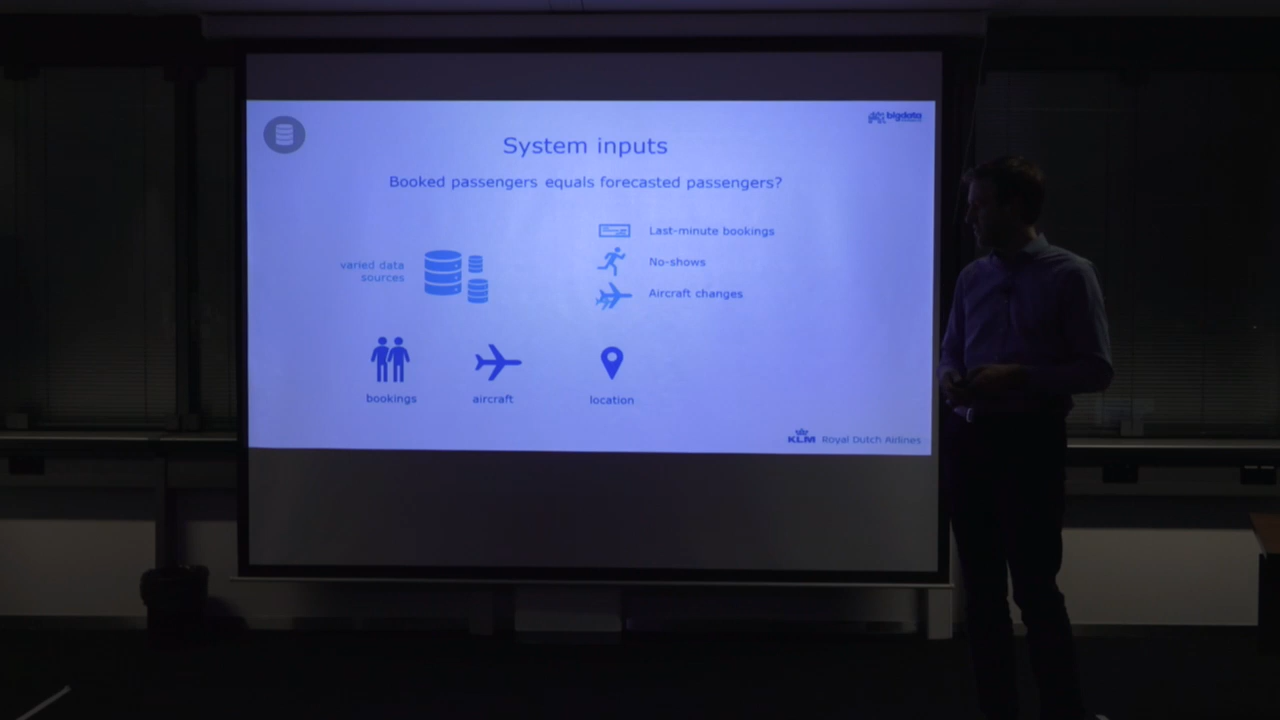 bigdata
System inputs
Booked passengers equals forecasted passengers?
Last-minute bookings
varied data
sources
No-shows
Aircraft changes
bookings
aircraft
location
KLM Royal Dutch Airlines